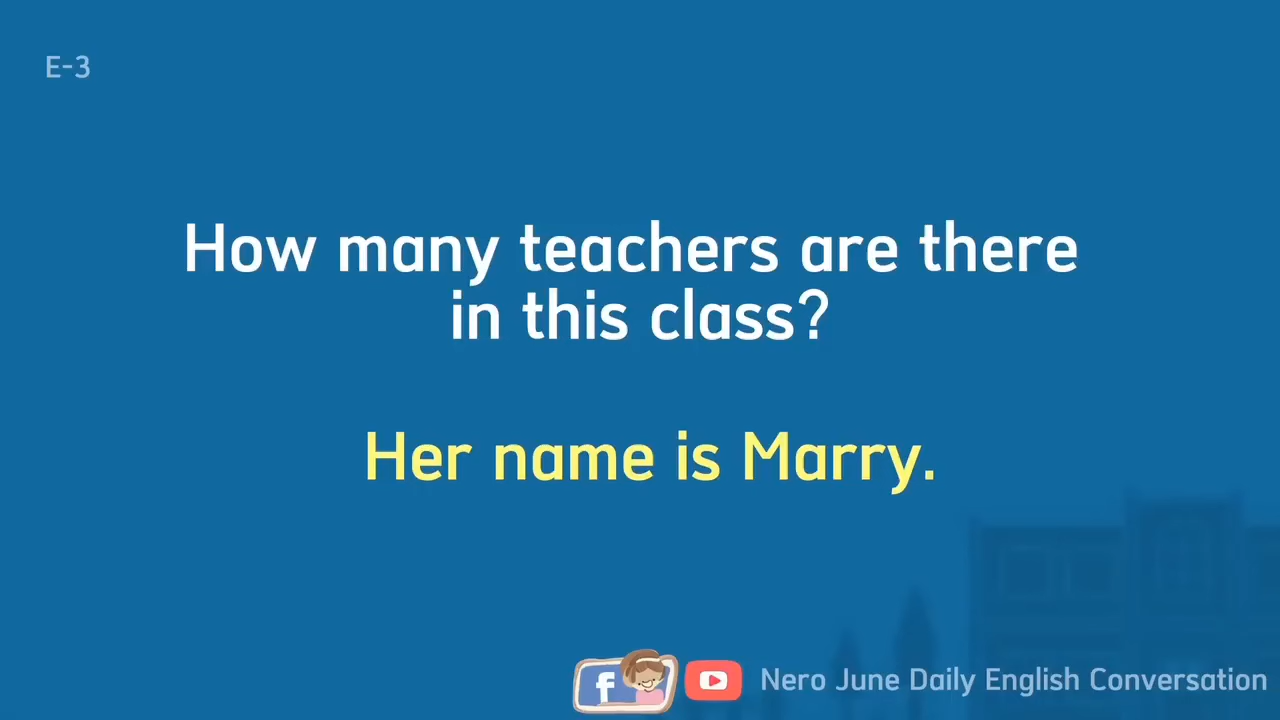 E-3
How many teachers are there
in this class?
Her name is Marry.
f
Nero June Daily English Conversation